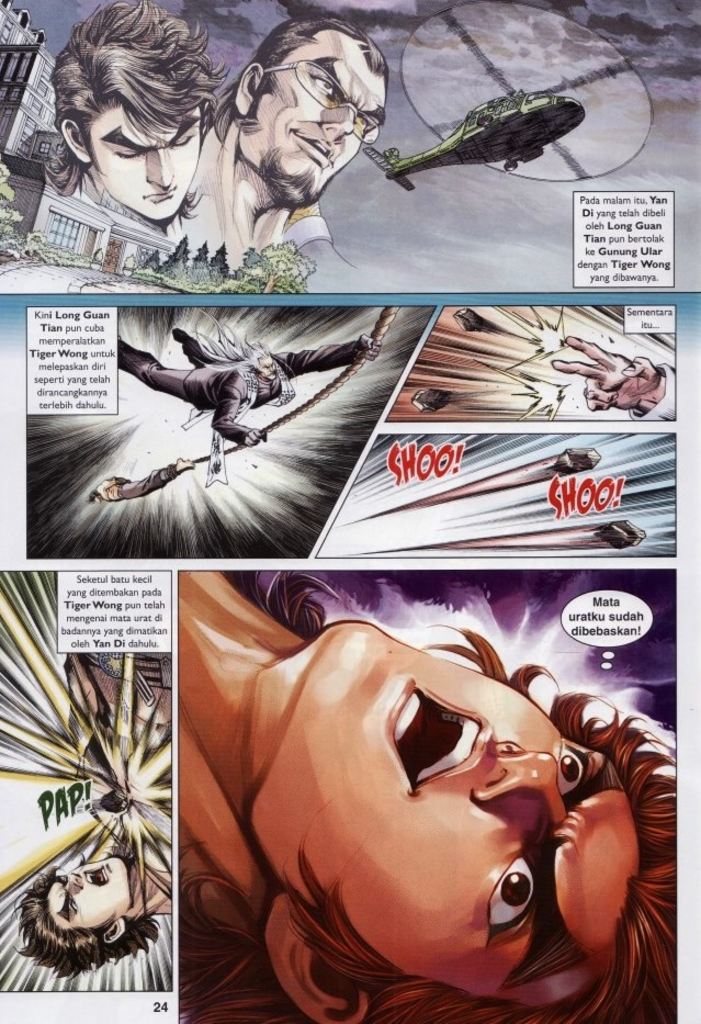 Pada malam itu, Yan
Di yang telah dibeli
oleh Long Guan
Tian pun bertolak
ke Gunung Ular
dengan Tiger Wong
yang dibawanya.
Kini Long Guan
Tian pun cuba
memperalatkan
Tiger Wong untuk
melepaskan diri
seperti yang telah
dirancangkannya
terlebih dahulu.
Sementara
itu...
SHOO!
SHOO!
Seketul batu kecil
yang ditembakan pada
Tiger Wong pun telah
mengenai mata urat di
badannya yang dimatikan
oleh Yan Di dahulu.
PAP!
Mata
uratku sudah
dibebaskan!
24